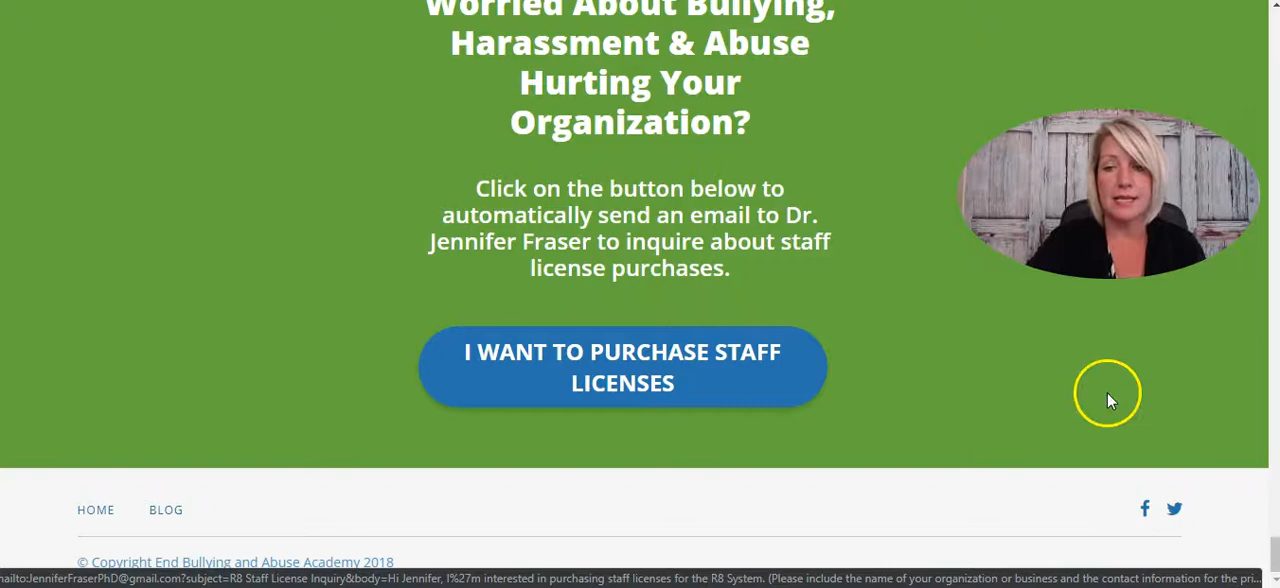 Worried About Bullying,
Harassment & Abuse
Hurting Your
Organization?
Click on the button below to
automatically send an email to Dr.
Jennifer Fraser to inquire about staff
license purchases.
I WANT TO PURCHASE STAFF
LICENSES
HOME BLOG
© Copyright End Bullying and Abuse Academy 2018
mailto:JenniferFraserPhD@gmail.com?subject=R8 Staff License Inquiry&body=Hi Jennifer, I%27m interested in purchasing staff licenses for the R8 System. (Please include the name of your organization or business and the contact information for the pri...